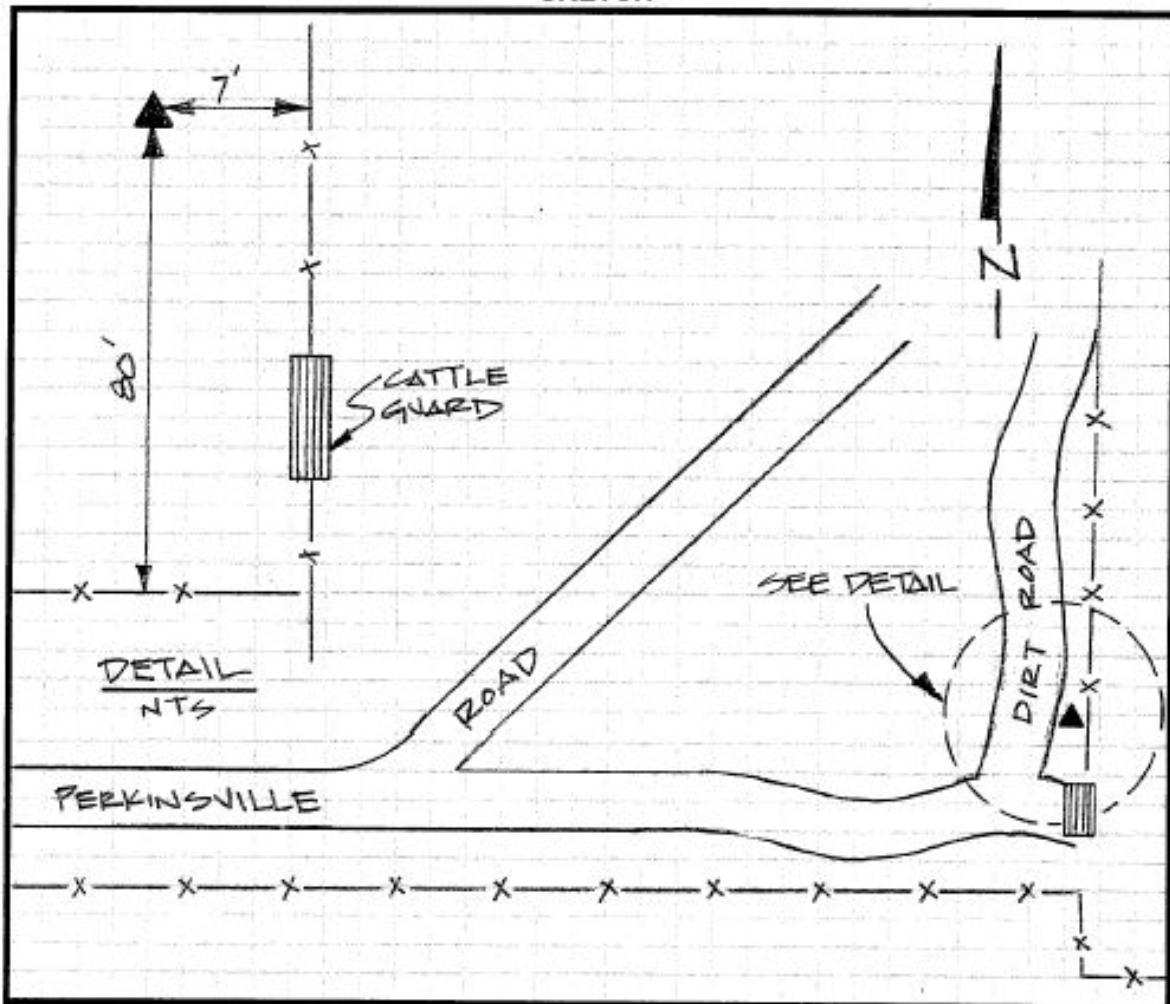 7'
80'
CATTLE
GUARD
N
SEE DETAIL
DIRT ROAD
DETAIL
NTS
ROAD
PERKINSVILLE